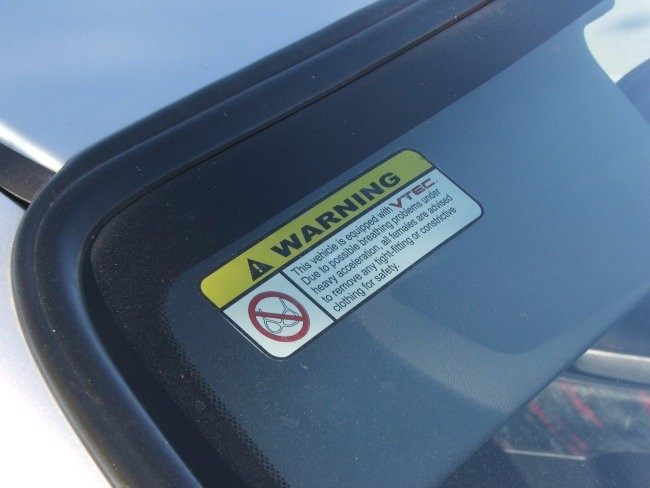 WARNING
This vehicle is equipped with VTEC.
Due to possible breathing problems under
heavy acceleration, all females are advised
to remove any tight-fitting or constrictive
clothing for safety.